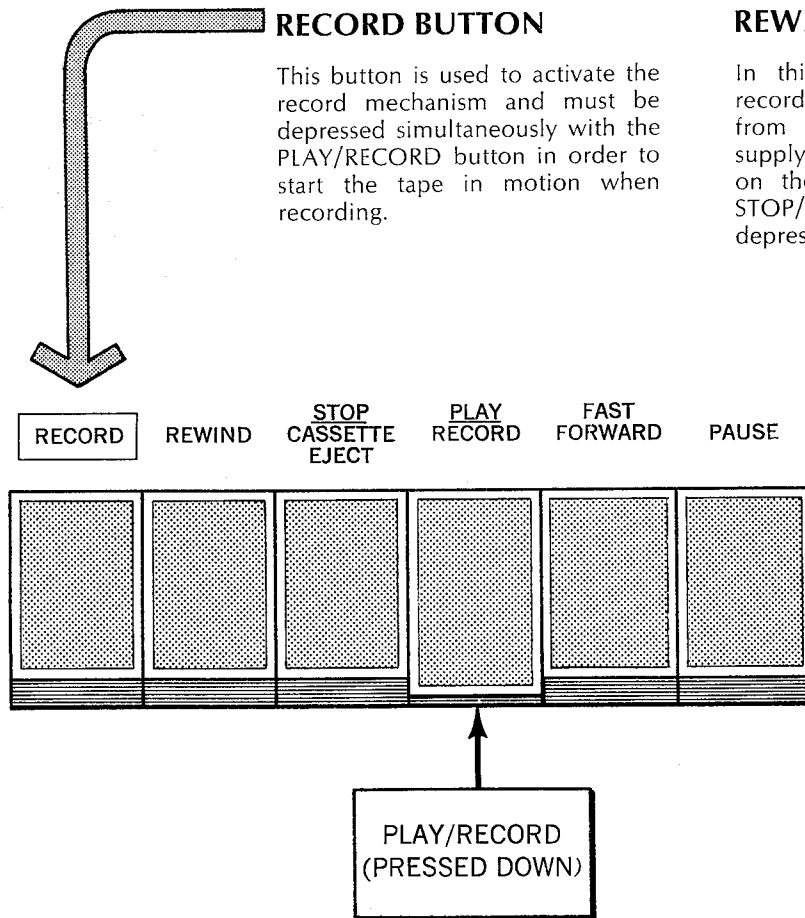 RECORD BUTTON
This button is used to activate the
record mechanism and must be
depressed simultaneously with the
PLAY/RECORD button in order to
start the tape in motion when
recording.
REW
In thi
record
from
supply
on the
STOP/
depres
RECORD
REWIND
STOP
CASSETTE
EJECT
PLAY
RECORD
FAST
FORWARD
PAUSE
PLAY/RECORD
(PRESSED DOWN)